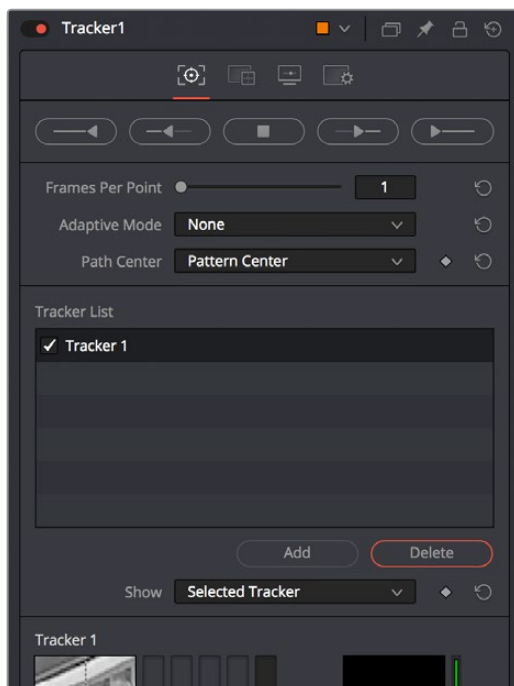 Tracker1
Frames Per Point 1
Adaptive Mode None
Path Center Pattern Center
Tracker List
Tracker 1
Add Delete
Show Selected Tracker
Tracker 1